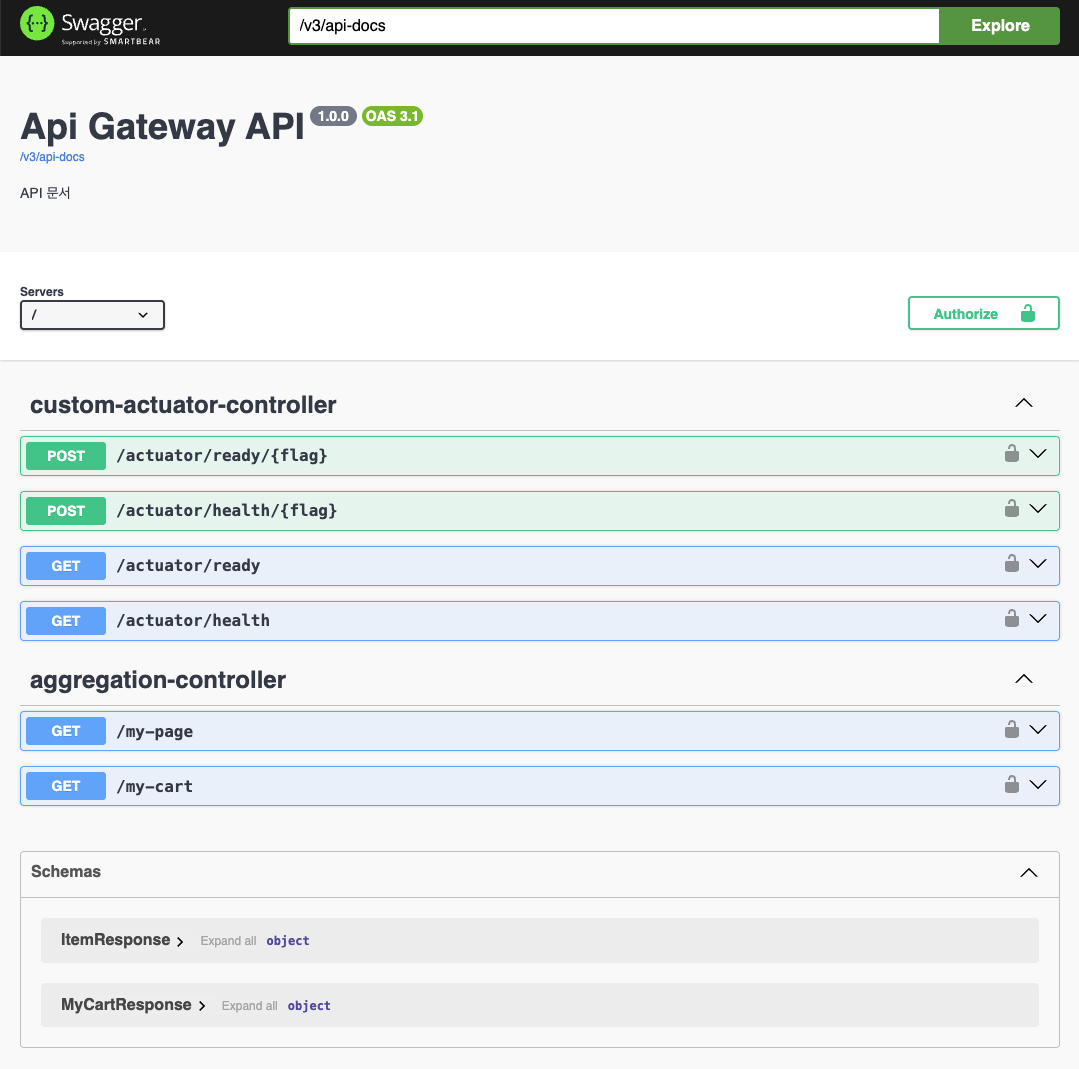 Swagger.
Supported by SMARTBEAR
/v3/api-docs
Explore
Api Gateway API 1.0.0 OAS 3.1
/v3/api-docs
API 문서
Servers
/
Authorize
custom-actuator-controller
POST /actuator/ready/{flag}
POST /actuator/health/{flag}
GET /actuator/ready
GET /actuator/health
aggregation-controller
GET /my-page
GET /my-cart
Schemas
ItemResponse Expand all object
MyCartResponse Expand all object